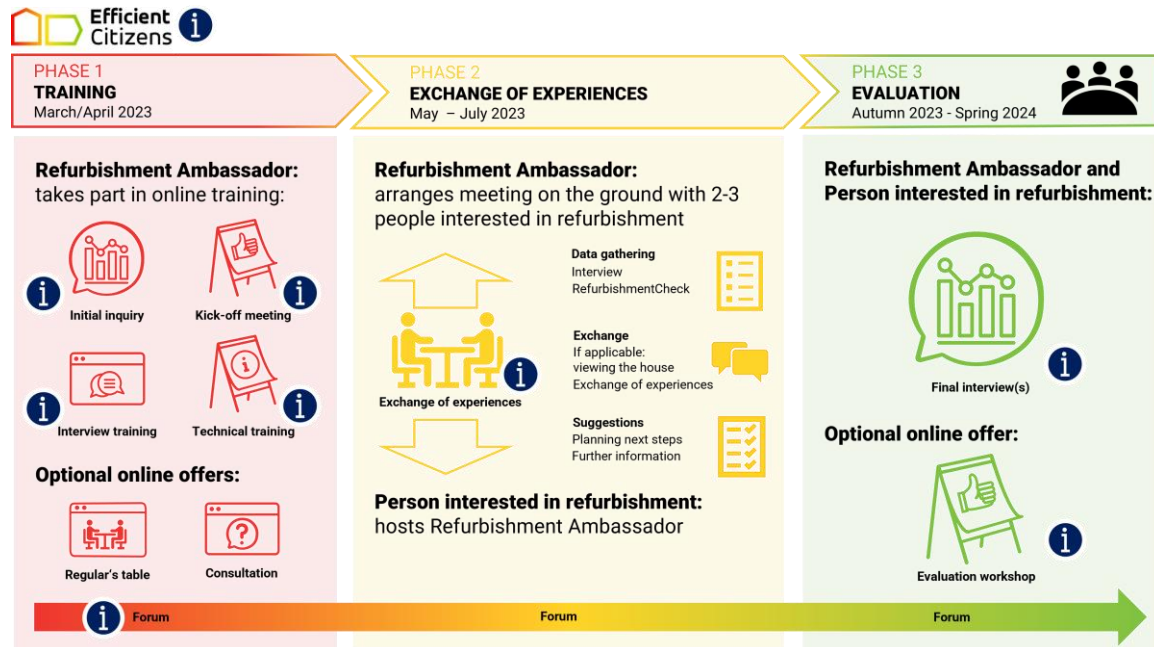 Efficient
Citizens
i
PHASE 1
TRAINING
March/April 2023
PHASE 2
EXCHANGE OF EXPERIENCES
May – July 2023
PHASE 3
EVALUATION
Autumn 2023 - Spring 2024
Refurbishment Ambassador:
takes part in online training:
i
Initial inquiry
i
Kick-off meeting
i
Interview training
i
i
Technical training
Optional online offers:
Regular's table
?
Consultation
Refurbishment Ambassador:
arranges meeting on the ground with 2-3
people interested in refurbishment
i
Exchange of experiences
Data gathering
Interview
RefurbishmentCheck
Exchange
If applicable:
viewing the house
Exchange of experiences
Suggestions
Planning next steps
Further information
Person interested in refurbishment:
hosts Refurbishment Ambassador
Refurbishment Ambassador and
Person interested in refurbishment:
i
Final interview(s)
Optional online offer:
i
Evaluation workshop
i
Forum
Forum
Forum